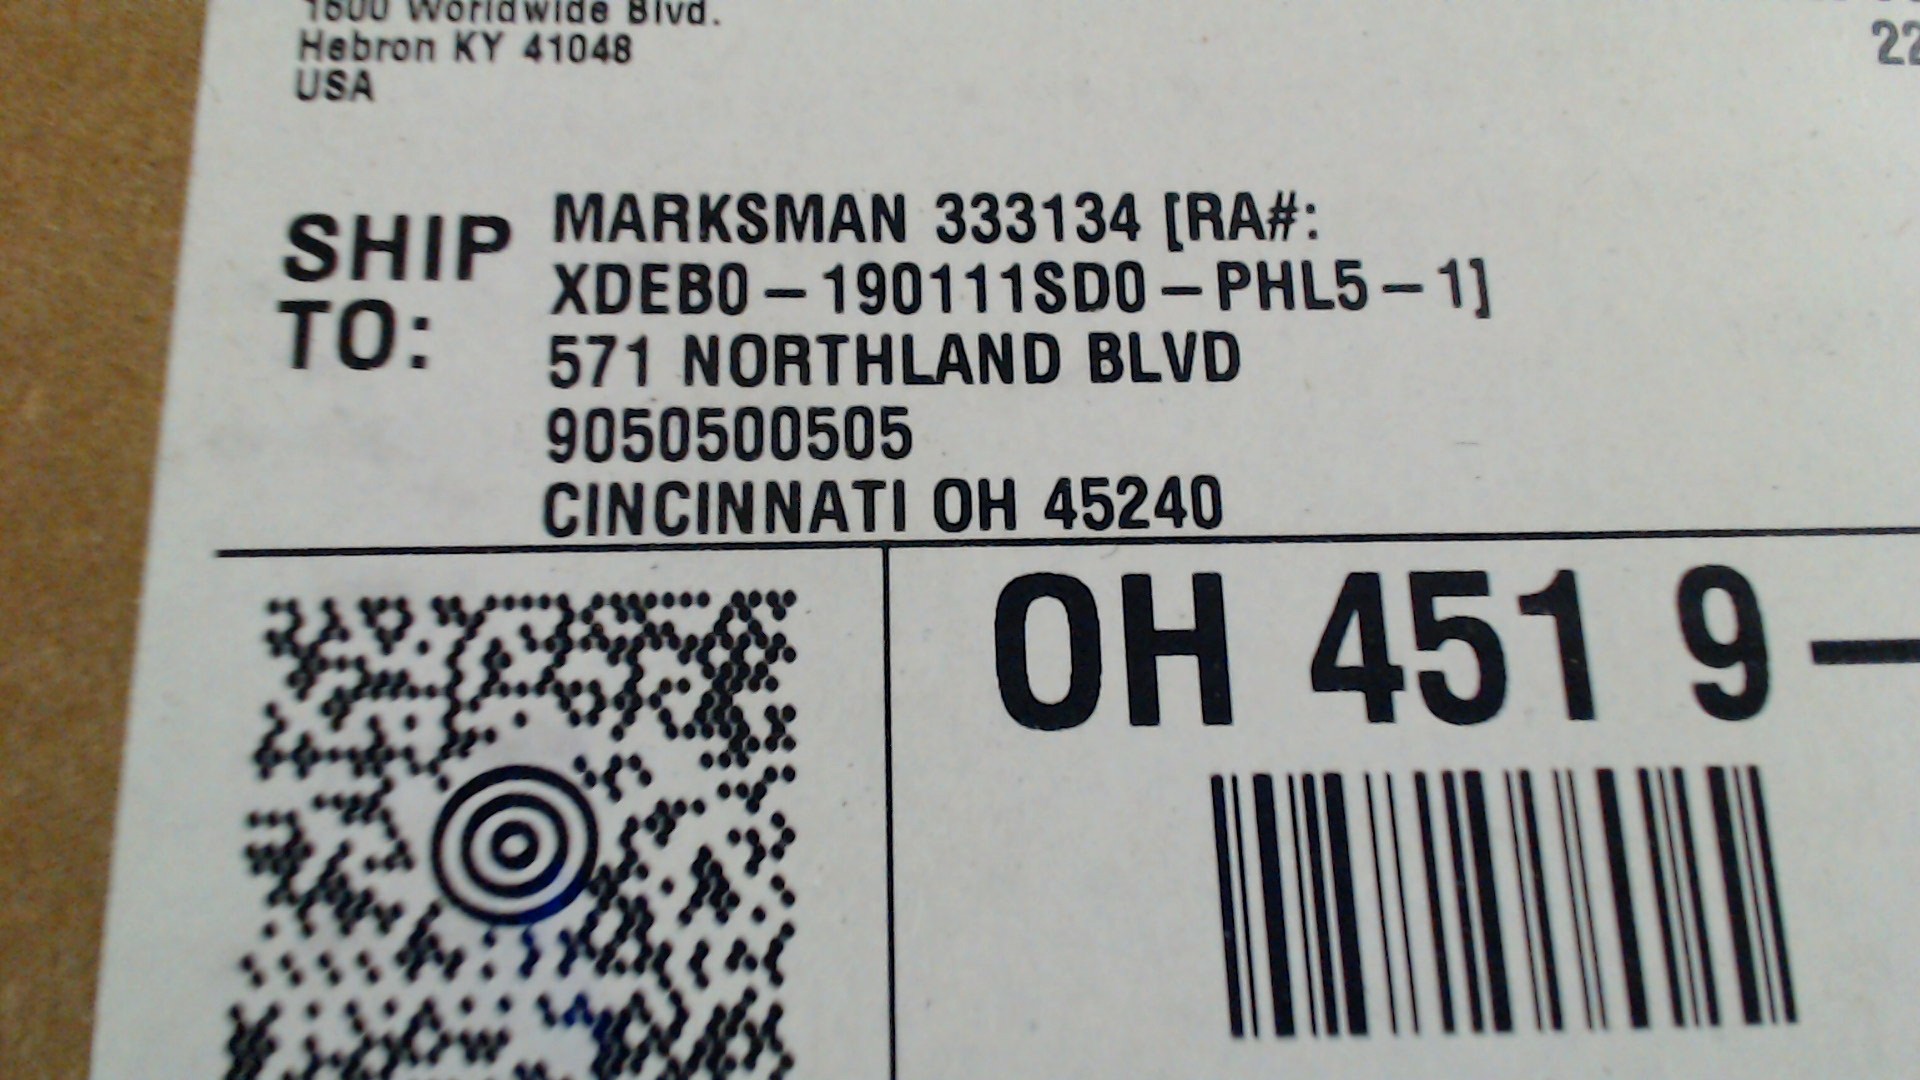 1600 Worldwide Blvd.
Hebron KY 41048
USA
22
SHIP TO:
MARKSMAN 333134 [RA#:
XDEB0-190111SD0-PHL5-1]
571 NORTHLAND BLVD
9050500505
CINCINNATI OH 45240
OH 451 9-